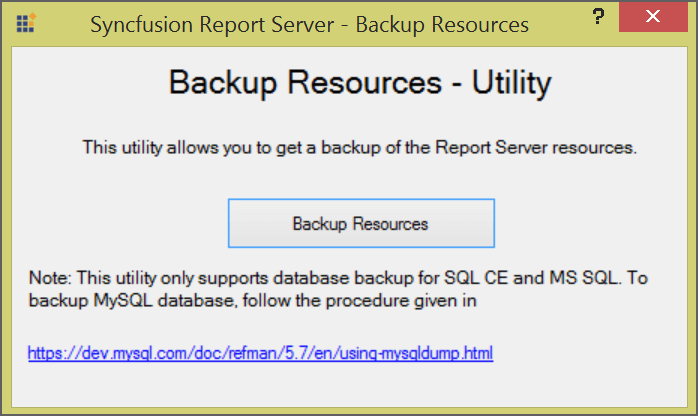 Syncfusion Report Server - Backup Resources
?
Backup Resources - Utility
This utility allows you to get a backup of the Report Server resources.
Backup Resources
Note: This utility only supports database backup for SQL CE and MS SQL. To
backup MySQL database, follow the procedure given in
https://dev.mysql.com/doc/refman/5.7/en/using-mysqldump.html